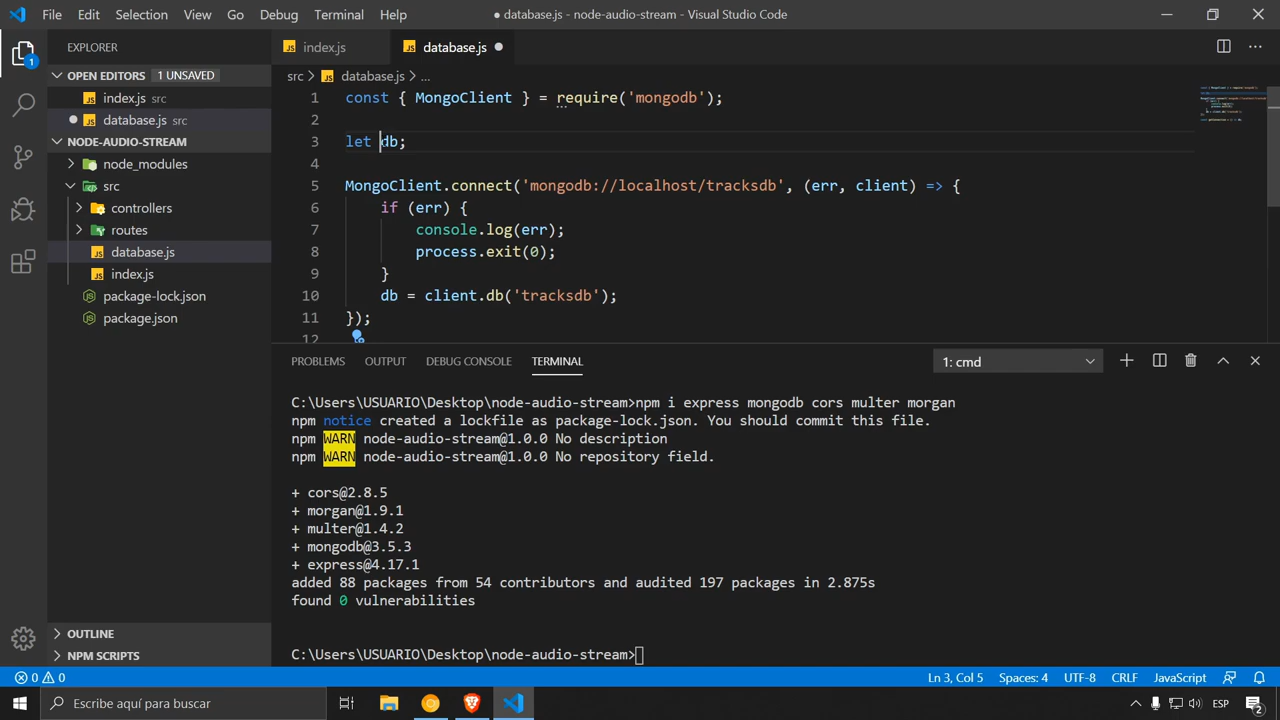 File Edit Selection View Go Debug Terminal Help
● database.js - node-audio-stream - Visual Studio Code
EXPLORER
OPEN EDITORS 1 UNSAVED
index.js src
database.js src
NODE-AUDIO-STREAM
node_modules
src
controllers
routes
database.js
index.js
package-lock.json
package.json
OUTLINE
NPM SCRIPTS
1
index.js
database.js
src > database.js > ...
1 const { MongoClient } = require('mongodb');
2
3 let db;
4
5 MongoClient.connect('mongodb://localhost/tracksdb', (err, client) => {
6 if (err) {
7 console.log(err);
8 process.exit(0);
9 }
10 db = client.db('tracksdb');
11 });
12
PROBLEMS OUTPUT DEBUG CONSOLE TERMINAL
1: cmd
C:\Users\USUARIO\Desktop\node-audio-stream>npm i express mongodb cors multer morgan
npm notice created a lockfile as package-lock.json. You should commit this file.
npm WARN node-audio-stream@1.0.0 No description
npm WARN node-audio-stream@1.0.0 No repository field.
+ cors@2.8.5
+ morgan@1.9.1
+ multer@1.4.2
+ mongodb@3.5.3
+ express@4.17.1
added 88 packages from 54 contributors and audited 197 packages in 2.875s
found 0 vulnerabilities
C:\Users\USUARIO\Desktop\node-audio-stream>
0 0
Ln 3, Col 5 Spaces: 4 UTF-8 CRLF JavaScript
Escribe aquí para buscar
ESP
2